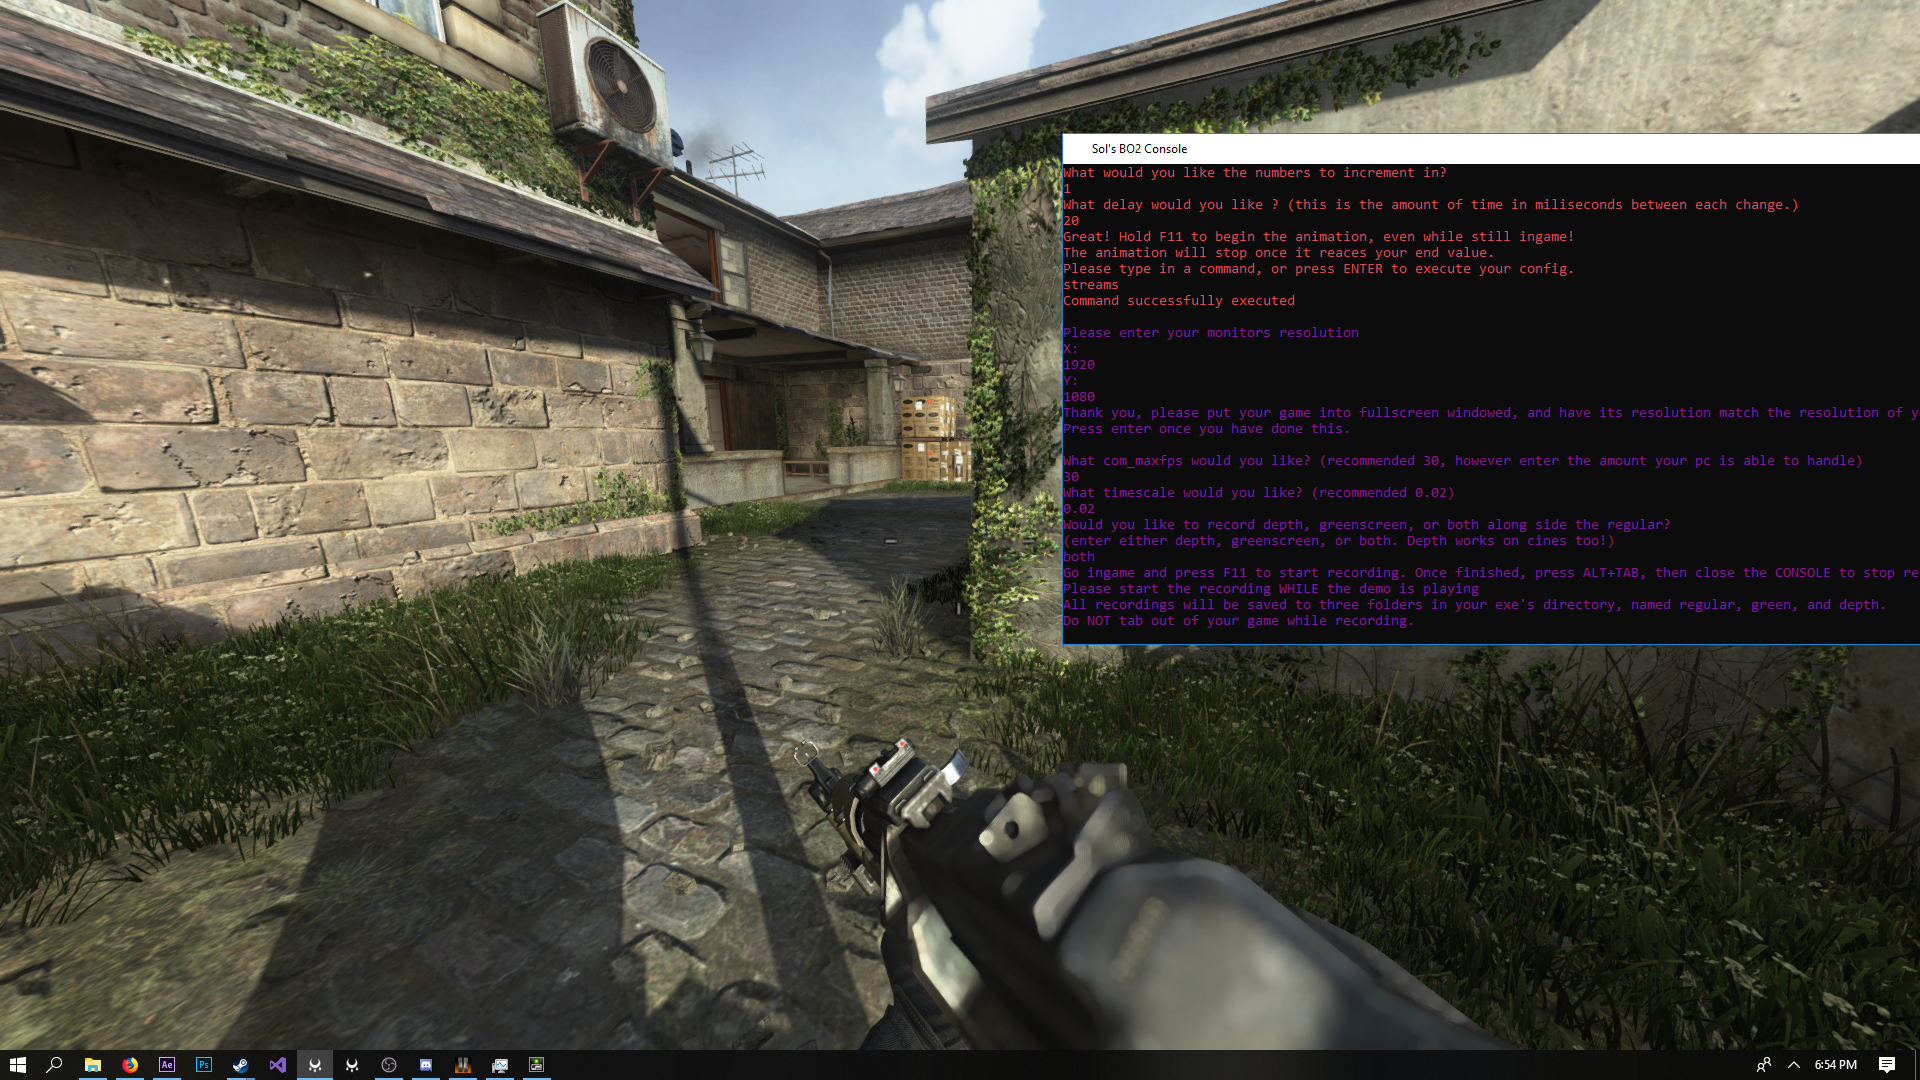 Sol's BO2 Console
What would you like the numbers to increment in?
1
What delay would you like ? (this is the amount of time in miliseconds between each change.)
20
Great! Hold F11 to begin the animation, even while still ingame!
The animation will stop once it reaces your end value.
Please type in a command, or press ENTER to execute your config.
streams
Command successfully executed
Please enter your monitors resolution
X:
1920
Y:
1080
Thank you, please put your game into fullscreen windowed, and have its resolution match the resolution of
Press enter once you have done this.
What com_maxfps would you like? (recommended 30, however enter the amount your pc is able to handle)
30
What timescale would you like? (recommended 0.02)
0.02
Would you like to record depth, greenscreen, or both along side the regular?
(enter either depth, greenscreen, or both. Depth works on cines too!)
both
Go ingame and press F11 to start recording. Once finished, press ALT+TAB, then close the CONSOLE to stop re
Please start the recording WHILE the demo is playing
All recordings will be saved to three folders in your exe's directory, named regular, green, and depth.
Do NOT tab out of your game while recording.
Ae
Ps
6:54 PM